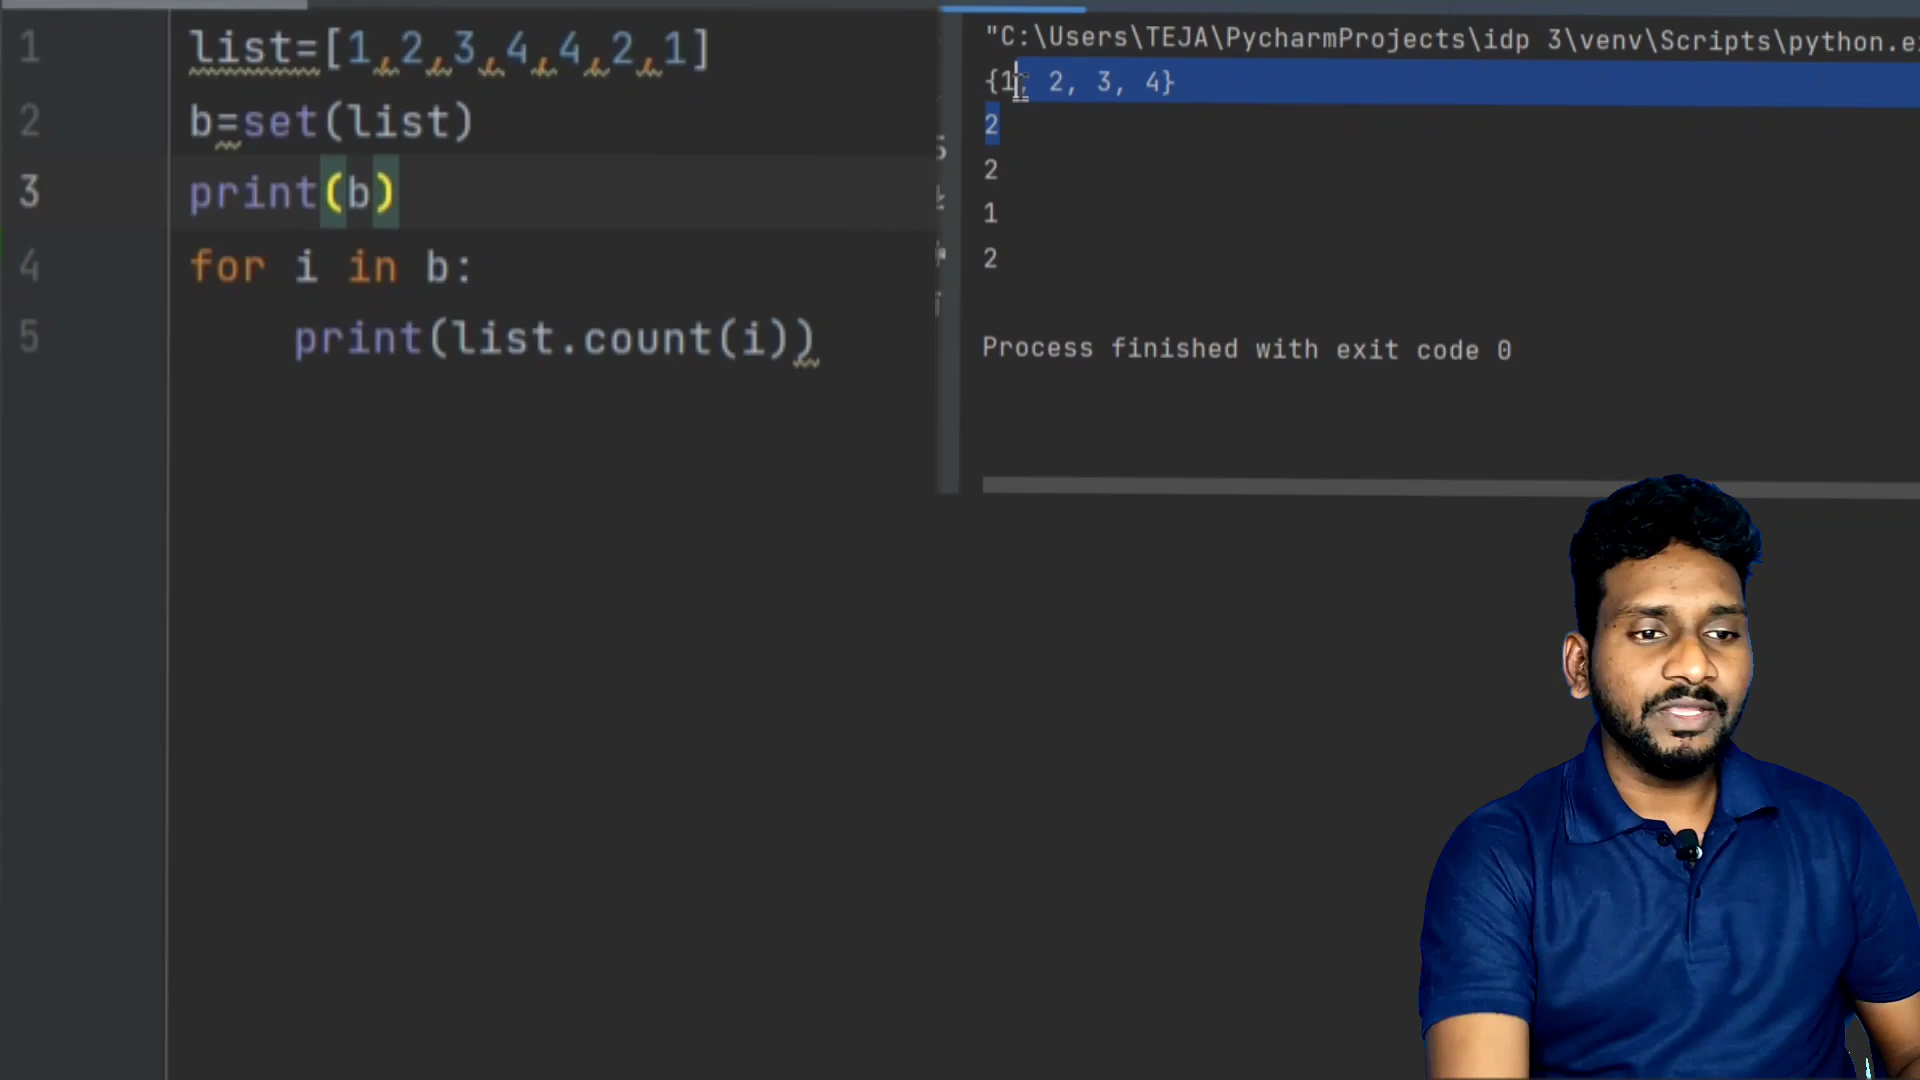 1 list=[1,2,3,4,4,2,1]
2 b=set(list)
3 print(b)
4 for i in b:
5 print(list.count(i))
"C:\Users\TEJA\PycharmProjects\idp 3\venv\Scripts\python.ex
{1, 2, 3, 4}
2
2
1
2
Process finished with exit code 0